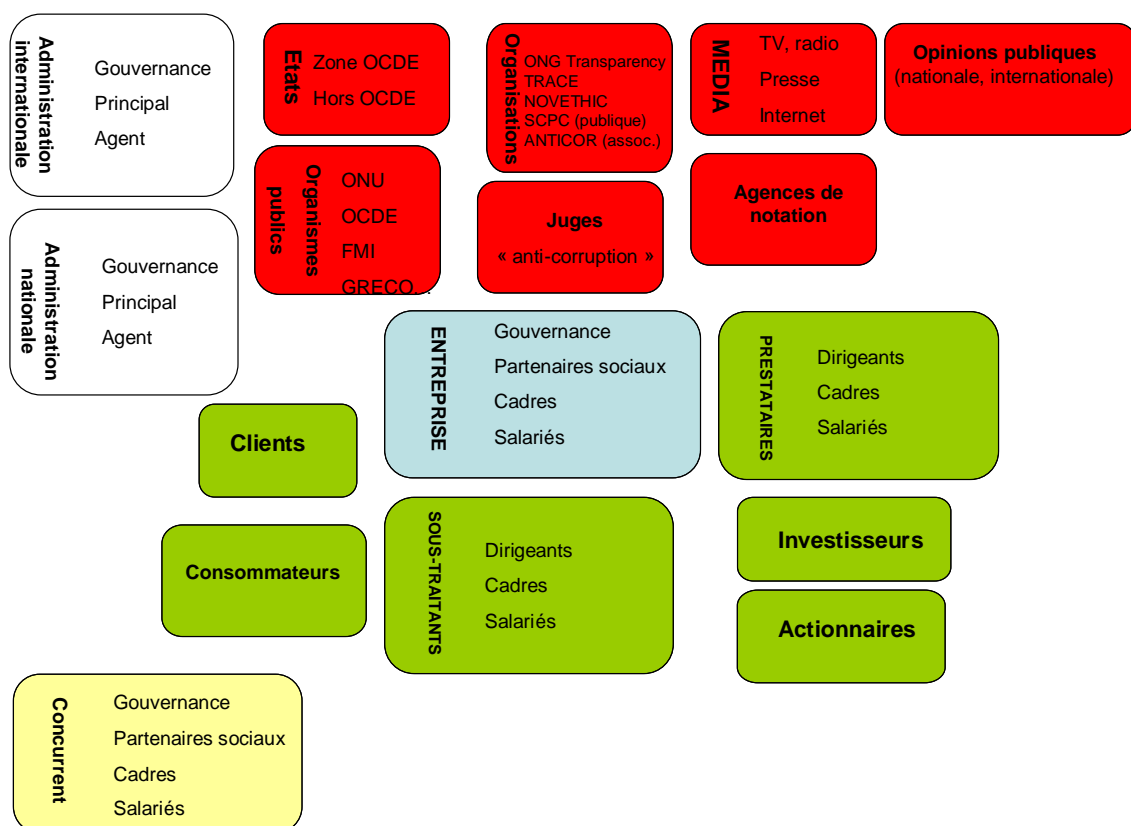 Administration
internationale
Gouvernance
Principal
Agent
Etats
Zone OCDE
Hors OCDE
Organisations
ONG Transparency
TRACE
NOVETHIC
SCPC (publique)
ANTICOR (assoc.)
MEDIA
TV, radio
Presse
Internet
Opinions publiques
(nationale, internationale)
Organismes
publics
ONU
OCDE
FMI
GRECO…
Juges
« anti-corruption »
Agences de
notation
Administration
nationale
Gouvernance
Principal
Agent
ENTREPRISE
Gouvernance
Partenaires sociaux
Cadres
Salariés
PRESTATAIRES
Dirigeants
Cadres
Salariés
Clients
Consommateurs
SOUS-TRAITANTS
Dirigeants
Cadres
Salariés
Investisseurs
Actionnaires
Concurrent
Gouvernance
Partenaires sociaux
Cadres
Salariés